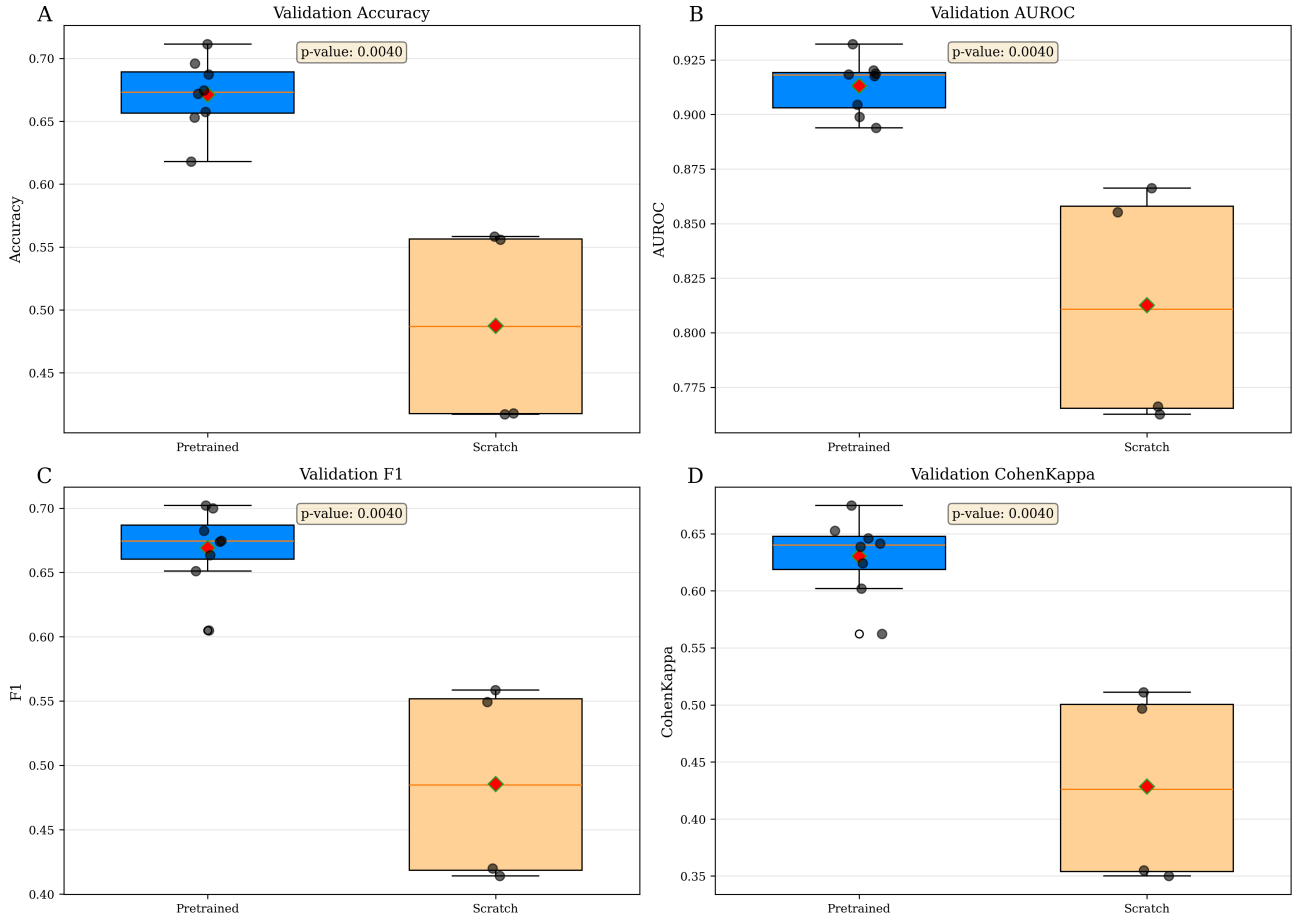 A
Validation Accuracy
p-value: 0.0040
Accuracy
0.70
0.65
0.60
0.55
0.50
0.45
Pretrained
Scratch
B
Validation AUROC
p-value: 0.0040
AUROC
0.925
0.900
0.875
0.850
0.825
0.800
0.775
Pretrained
Scratch
C
Validation F1
p-value: 0.0040
F1
0.70
0.65
0.60
0.55
0.50
0.45
0.40
Pretrained
Scratch
D
Validation CohenKappa
p-value: 0.0040
CohenKappa
0.65
0.60
0.55
0.50
0.45
0.40
0.35
Pretrained
Scratch